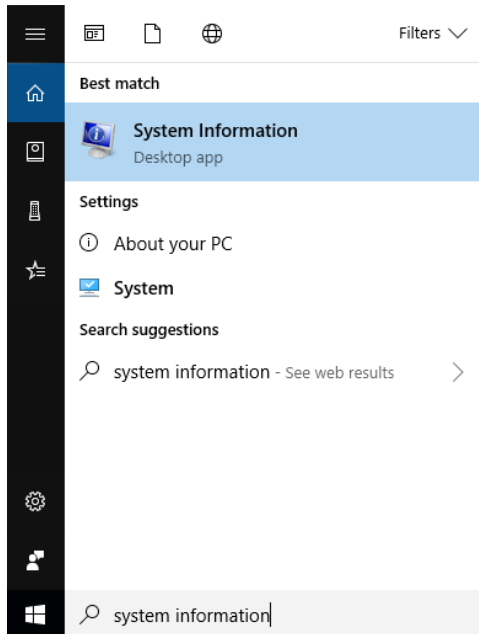 Filters
Best match
System Information
Desktop app
Settings
About your PC
System
Search suggestions
system information - See web results
system information